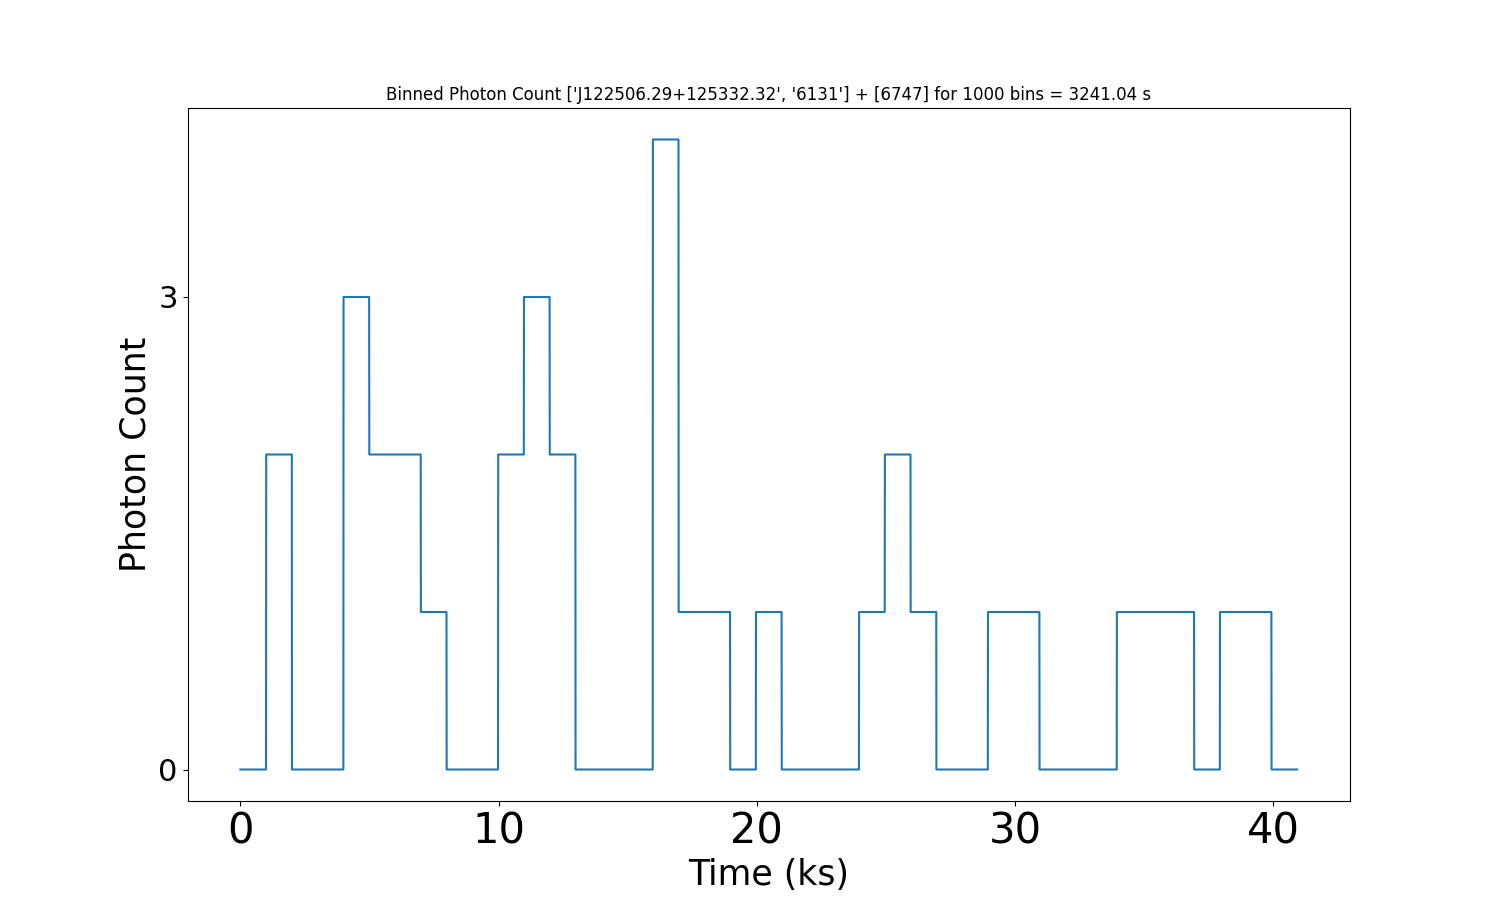 Binned Photon Count ['J122506.29+125332.32', '6131'] + [6747] for 1000 bins = 3241.04 s
Photon Count
3
0
0 10 20 30 40
Time (ks)